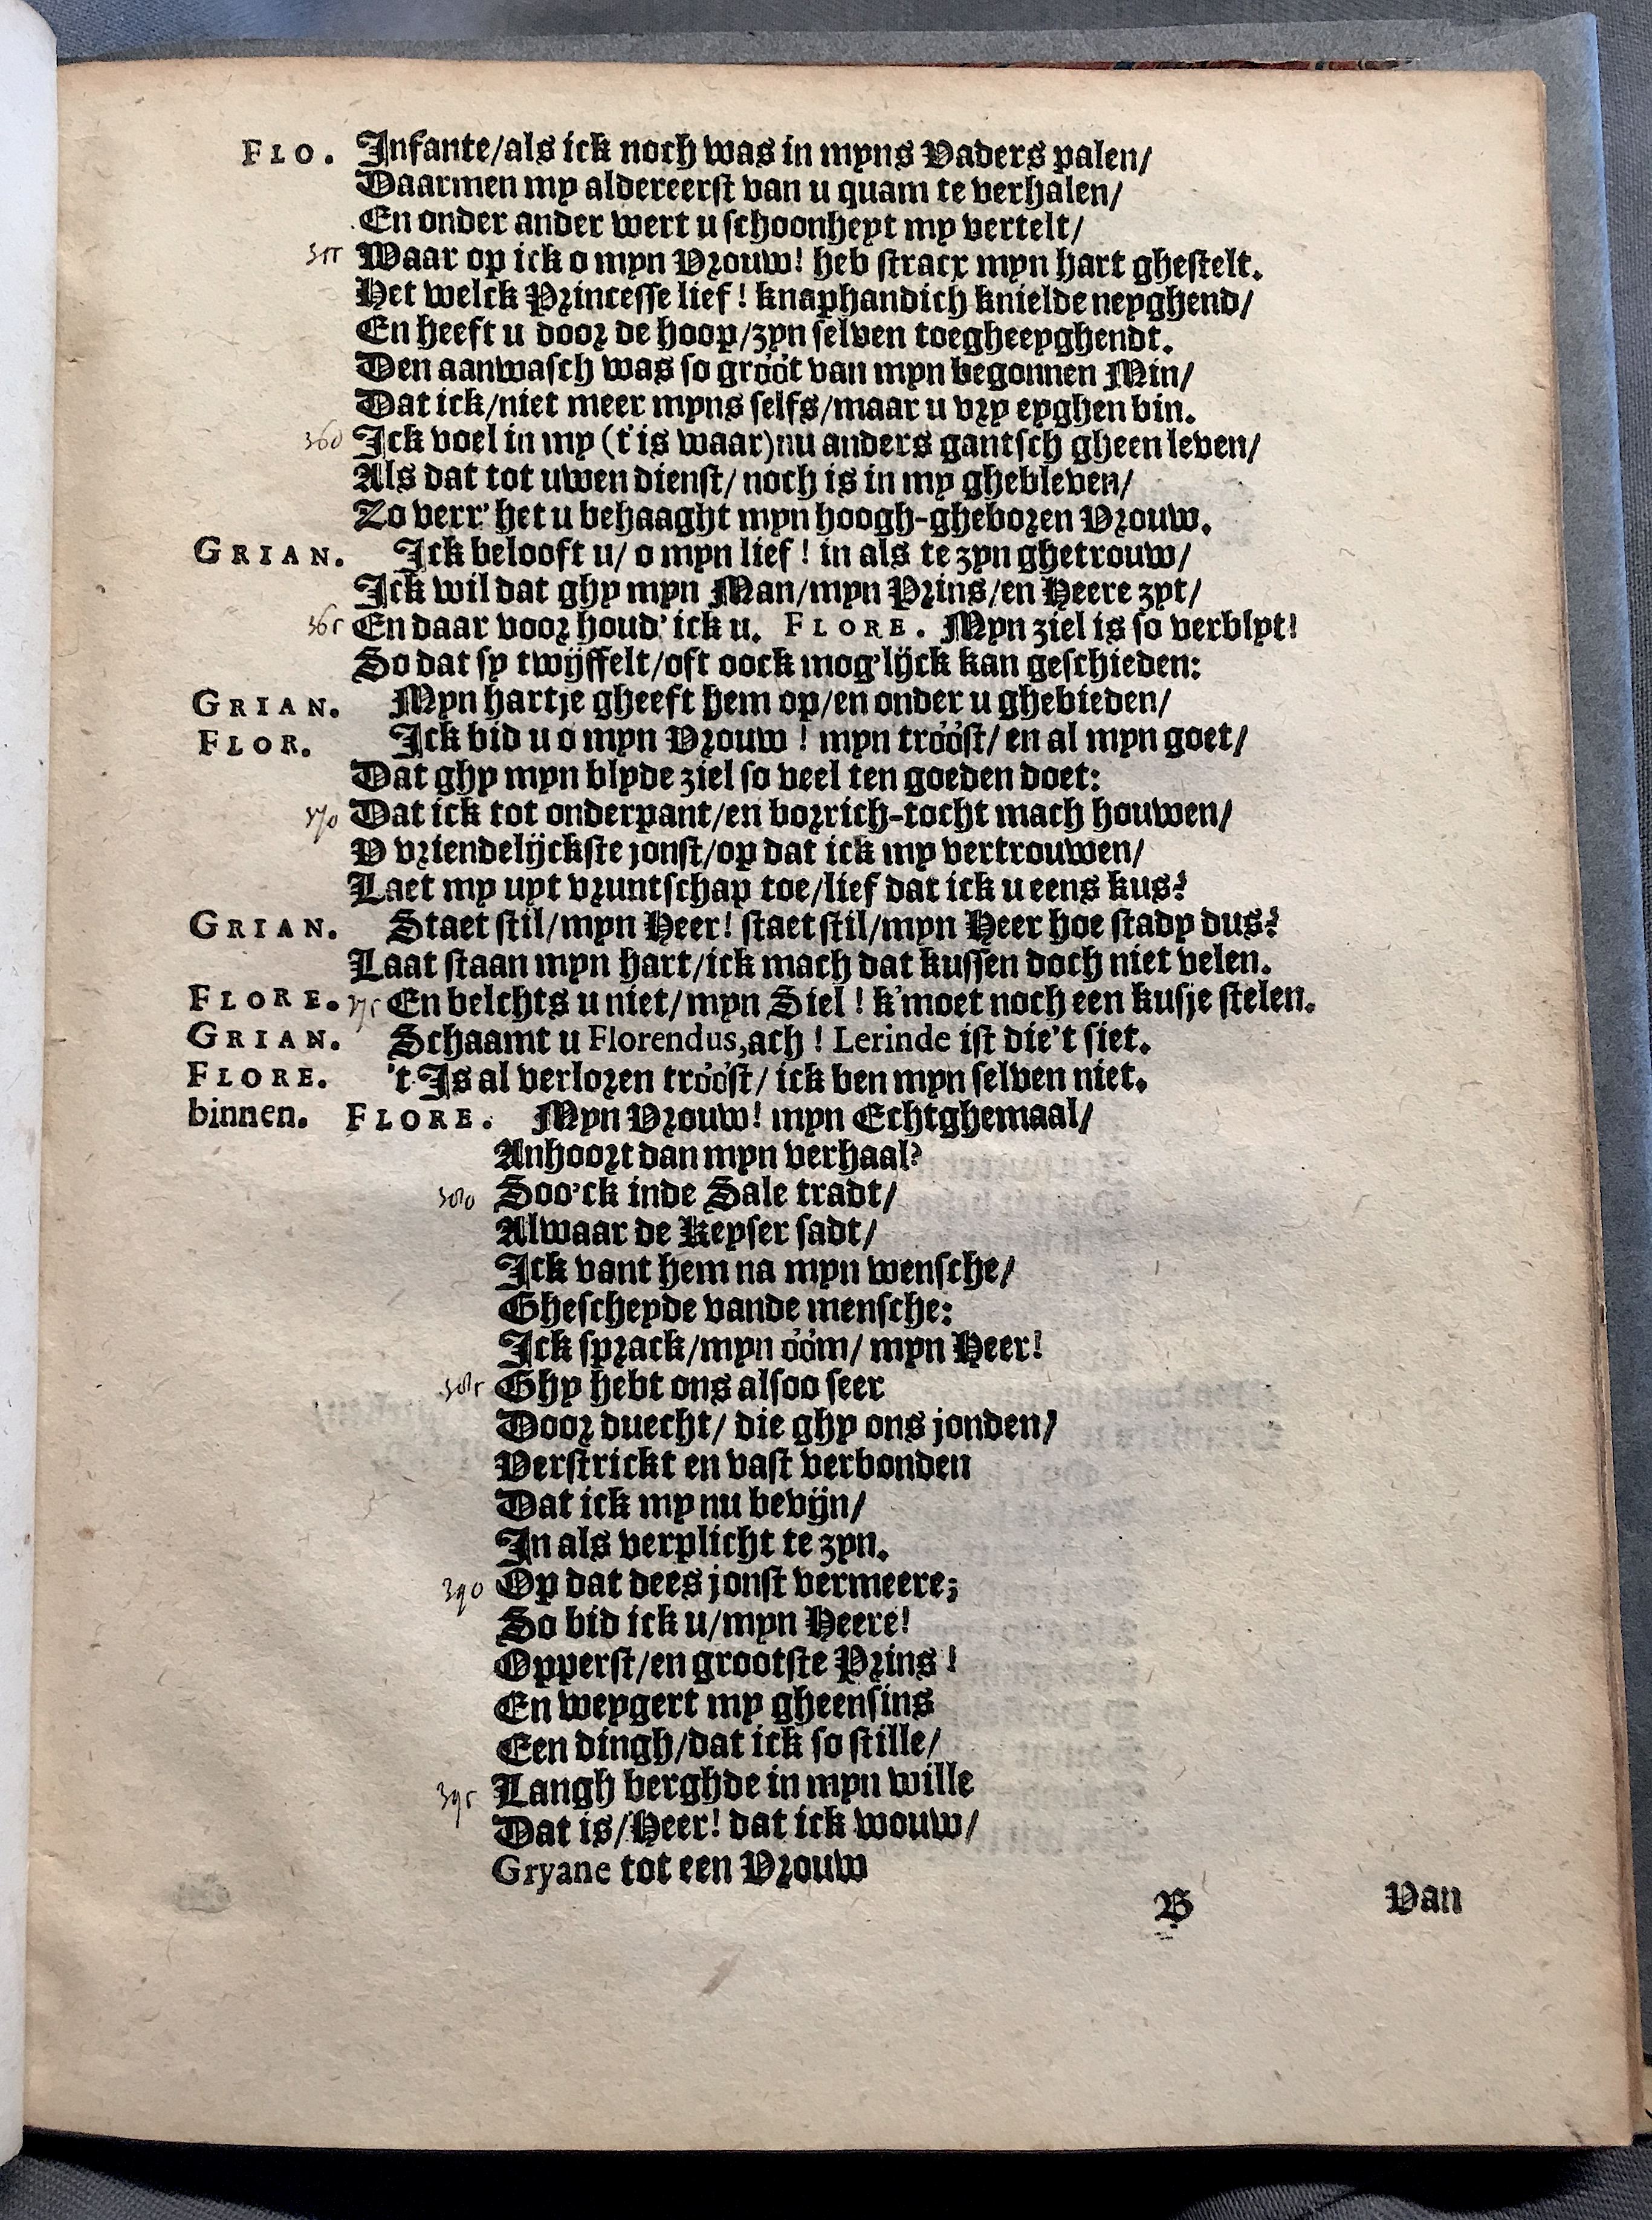 FLO. Infante/als ick noch was in myns Vaders palen/
Daarmen my aldereerst van u quam te verhalen/
En onder ander wert u schoonheyt my vertelt/
355 Waar op ick o myn Vrouw! heb stracx myn hart ghestelt.
Het welck Princesse lief! knaphandich knielde neyghend/
En heeft u door de hoop/zyn selven toegheeyghendt.
Den aanwasch was so gróót van myn begonnen Min/
Dat ick/niet meer myns selfs/maar u vry eyghen bin.
360 Ick voel in my (t'is waar)nu anders gantsch gheen leven/
Als dat tot uwen dienst/ noch is in my ghebleven/
Zo verr' het u behaaght myn hoogh-gheboren Vrouw.
GRIAN. Ick belooft u/ o myn lief! in als te zyn ghetrouw/
Ick wil dat ghy myn Man/myn Prins/en Heere zyt/
365 En daar voor houd' ick u. FLORE. Myn ziel is so verblyt!
So dat sy twijffelt/oft oock mog'lijck kan geschieden:
GRIAN. Myn hartje gheeft hem op/en onder u ghebieden/
FLOR. Ick bid u o myn Vrouw! myn tróóst/ en al myn goet/
Dat ghy myn blyde ziel so veel ten goeden doet:
370 Dat ick tot onderpant/en borrich-tocht mach houwen/
V vriendelijckste jonst/op dat ick my vertrouwen/
Laet my uyt vruntschap toe/lief dat ick u eens kus?
GRIAN. Staet stil/myn Heer! staet stil/myn Heer hoe stady dus?
Laat staan myn hart/ick mach dat kussen doch niet velen.
FLORE. 375 En belchts u niet/myn Siel! k'moet noch een kusje stelen.
GRIAN. Schaamt u Florendus,ach! Lerinde ist die't siet.
FLORE. 't Is al verloren tróóst/ ick ben myn selven niet.
binnen. FLORE. Myn Vrouw! myn Echtghemaal/
Anhoort dan myn verhaal?
380 Soo'ck inde Sale tradt/
Alwaar de Keyser sadt/
Ick vant hem na myn wensche/
Ghescheyde vande mensche:
Ick sprack/myn óóm/ myn Heer!
385 Ghy hebt ons alsoo seer
Door duecht/ die ghy ons jonden/
Verstrickt en vast verbonden
Dat ick my nu bevijn/
In als verplicht te zyn.
390 Op dat dees jonst vermeere;
So bid ick u/myn Heere!
Opperst/en grootste Prins!
En weygert my gheensins
Een dingh/dat ick so stille/
395 Langh berghde in myn wille
Dat is/Heer! dat ick wouw/
Gryane tot een Vrouw
B Van